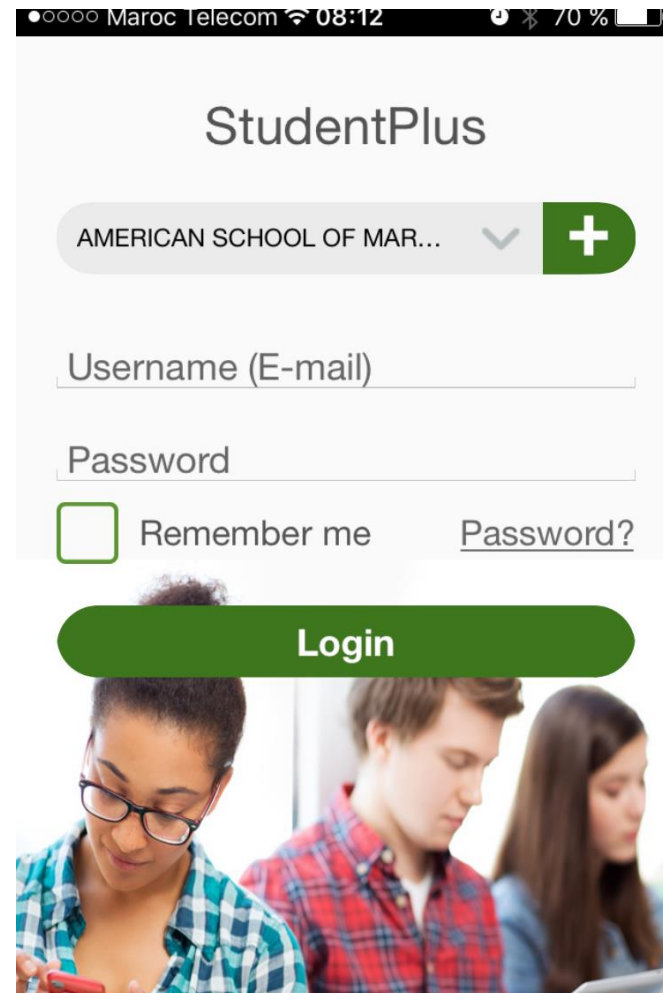 Maroc Telecom 08:12 70 %
StudentPlus
AMERICAN SCHOOL OF MAR...
Username (E-mail)
Password
Remember me Password?
Login